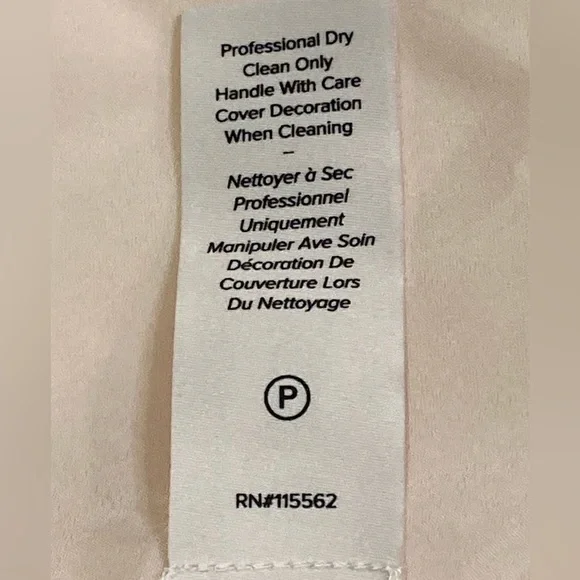 Professional Dry
Clean Only
Handle With Care
Cover Decoration
When Cleaning
–
Nettoyer à Sec
Professionnel
Uniquement
Manipuler Ave Soin
Décoration De
Couverture Lors
Du Nettoyage
P
RN#115562